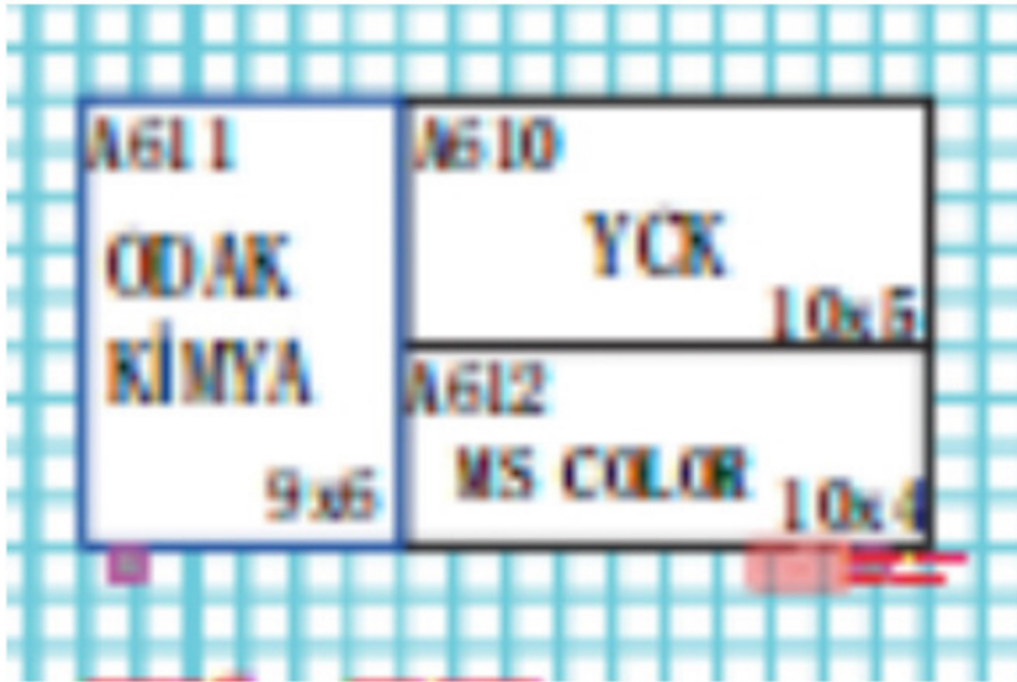 A611
ODAK
KİMYA
9x6
A610
YCK
10x5
A612
MS COLOR
10x4